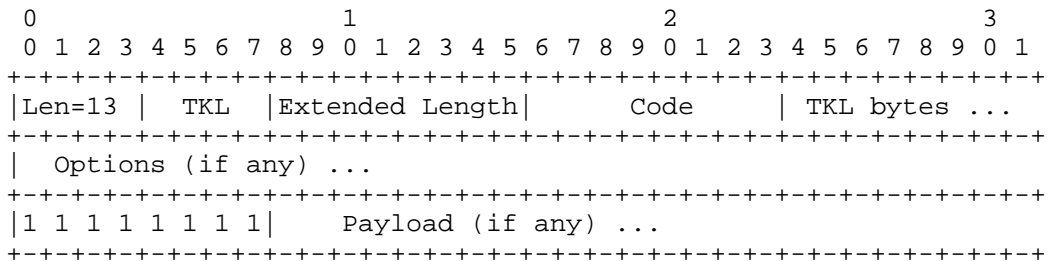 0                   1                   2                   3
 0 1 2 3 4 5 6 7 8 9 0 1 2 3 4 5 6 7 8 9 0 1 2 3 4 5 6 7 8 9 0 1
+-+-+-+-+-+-+-+-+-+-+-+-+-+-+-+-+-+-+-+-+-+-+-+-+-+-+-+-+-+-+-+-+
|Len=13 |  TKL  |Extended Length|      Code     | TKL bytes ...
+-+-+-+-+-+-+-+-+-+-+-+-+-+-+-+-+-+-+-+-+-+-+-+-+-+-+-+-+-+-+-+-+
|   Options (if any) ...
+-+-+-+-+-+-+-+-+-+-+-+-+-+-+-+-+-+-+-+-+-+-+-+-+-+-+-+-+-+-+-+-+
|1 1 1 1 1 1 1 1|    Payload (if any) ...
+-+-+-+-+-+-+-+-+-+-+-+-+-+-+-+-+-+-+-+-+-+-+-+-+-+-+-+-+-+-+-+-+